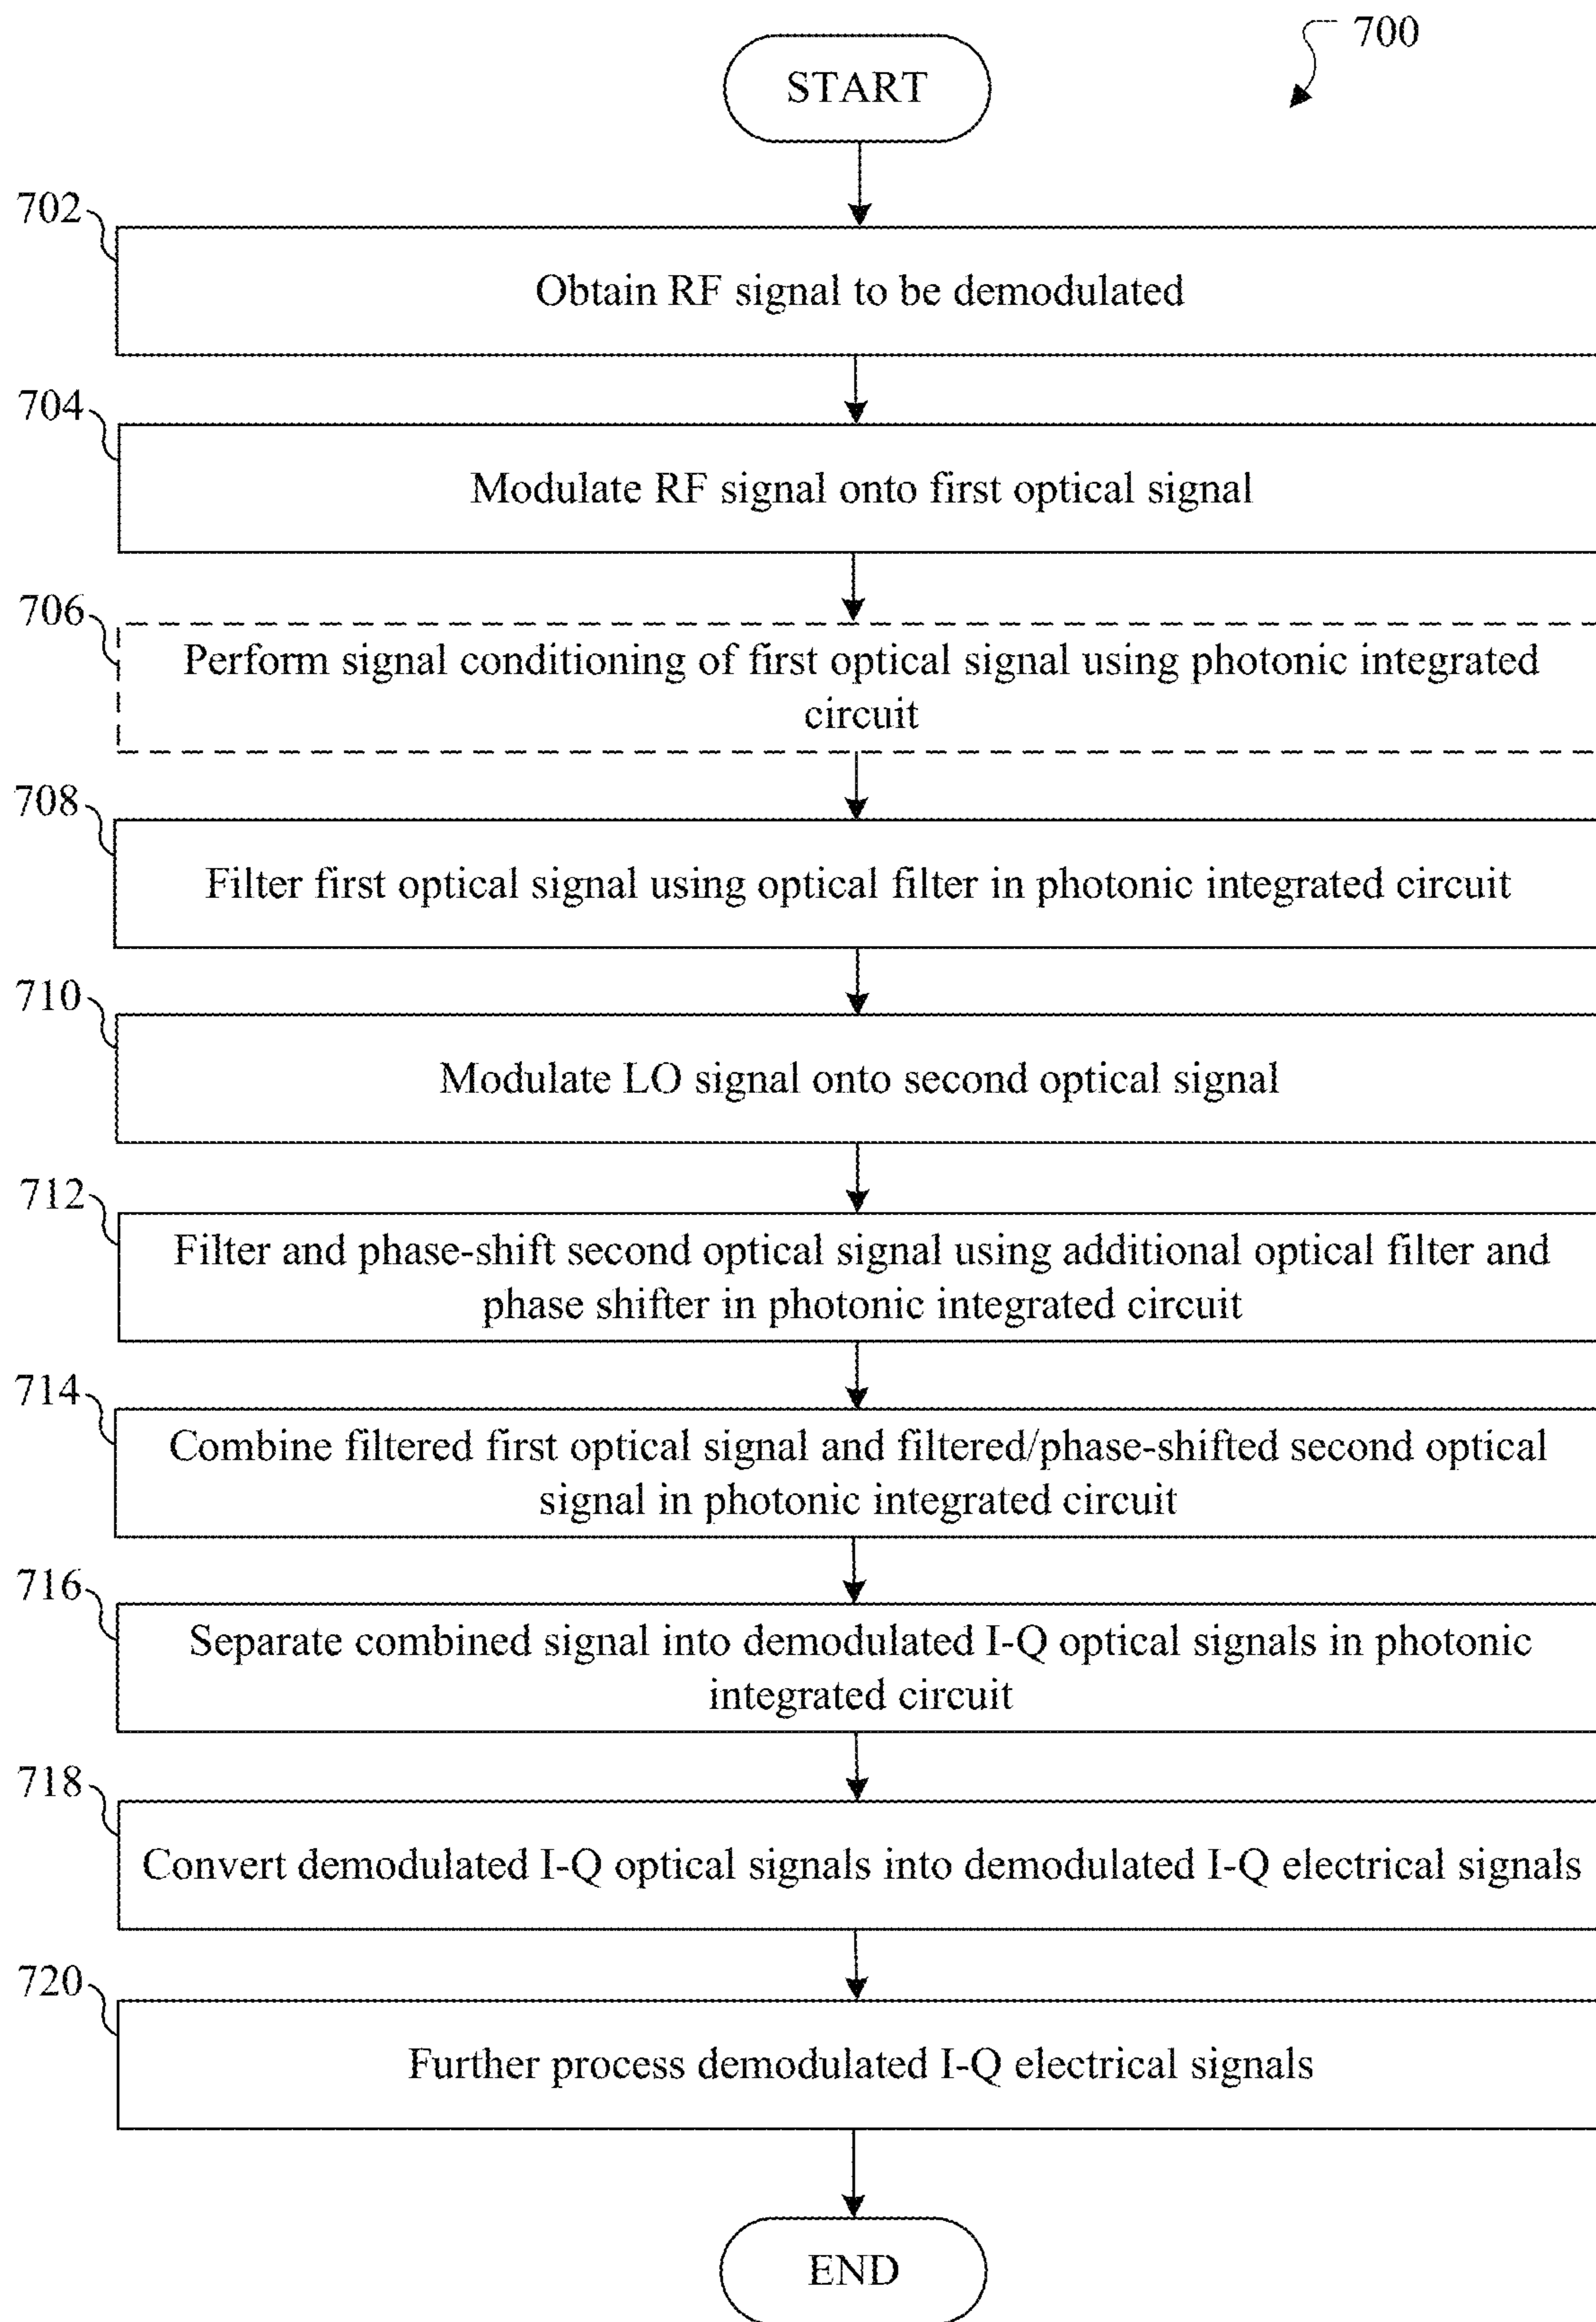 700
START
702
Obtain RF signal to be demodulated
704
Modulate RF signal onto first optical signal
706
Perform signal conditioning of first optical signal using photonic integrated
circuit
708
Filter first optical signal using optical filter in photonic integrated circuit
710
Modulate LO signal onto second optical signal
712
Filter and phase-shift second optical signal using additional optical filter and
phase shifter in photonic integrated circuit
714
Combine filtered first optical signal and filtered/phase-shifted second optical
signal in photonic integrated circuit
716
Separate combined signal into demodulated I-Q optical signals in photonic
integrated circuit
718
Convert demodulated I-Q optical signals into demodulated I-Q electrical signals
720
Further process demodulated I-Q electrical signals
END